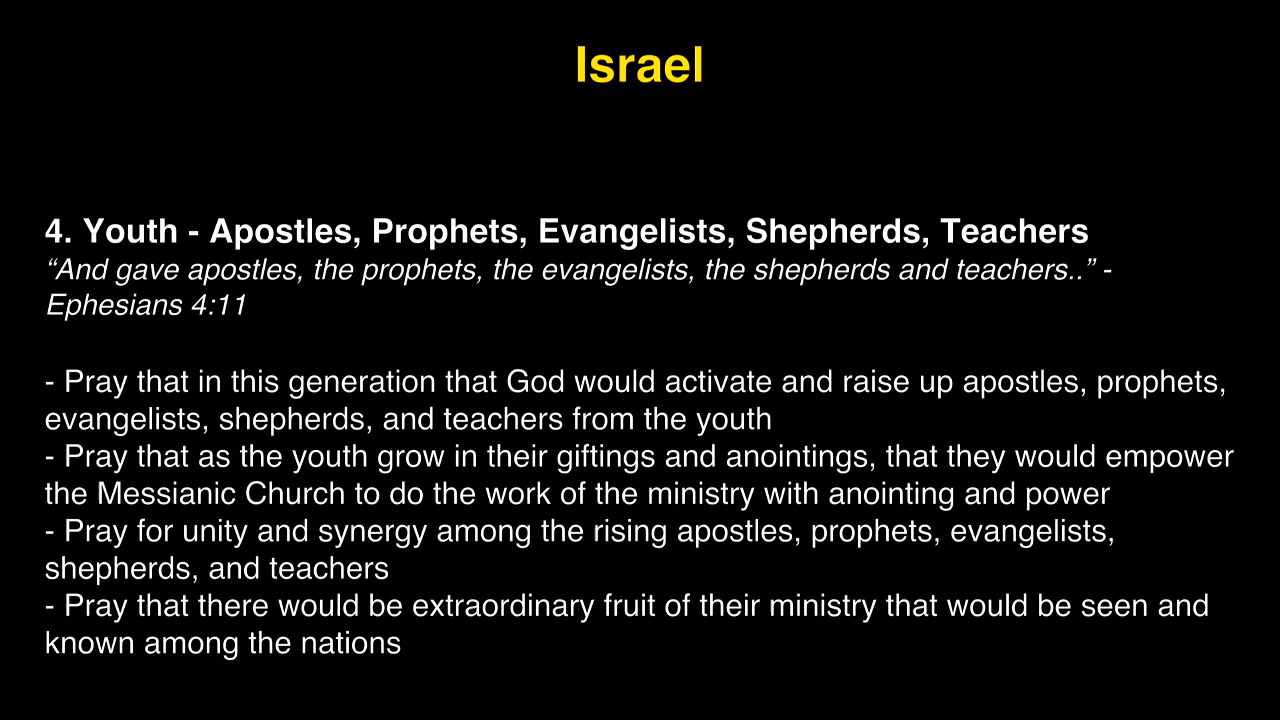 Israel
4. Youth - Apostles, Prophets, Evangelists, Shepherds, Teachers
“And gave apostles, the prophets, the evangelists, the shepherds and teachers..” -
Ephesians 4:11
- Pray that in this generation that God would activate and raise up apostles, prophets,
evangelists, shepherds, and teachers from the youth
- Pray that as the youth grow in their giftings and anointings, that they would empower
the Messianic Church to do the work of the ministry with anointing and power
- Pray for unity and synergy among the rising apostles, prophets, evangelists,
shepherds, and teachers
- Pray that there would be extraordinary fruit of their ministry that would be seen and
known among the nations